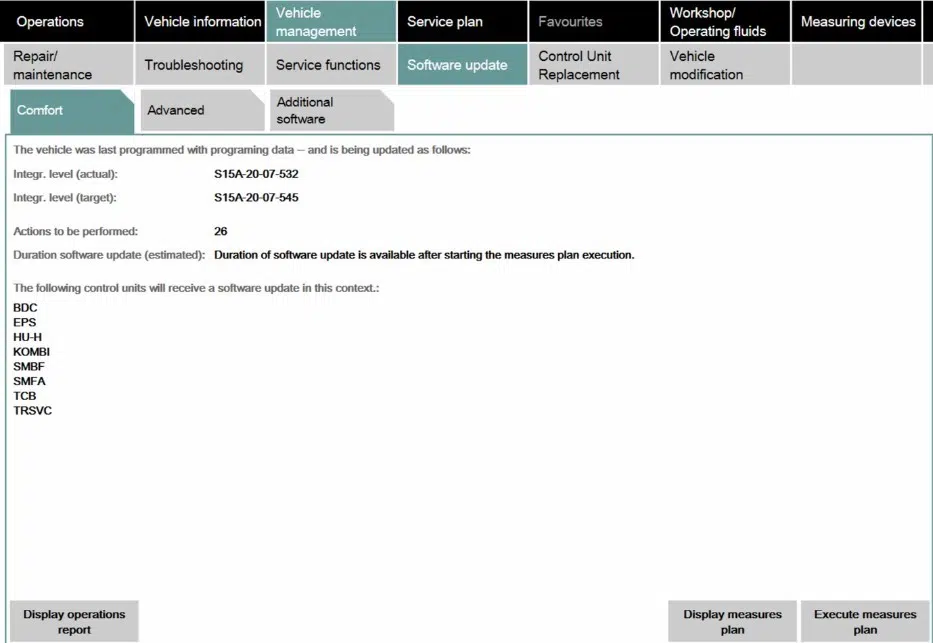 Operations
Vehicle information
Vehicle
management
Service plan
Favourites
Workshop/
Operating fluids
Measuring devices
Repair/
maintenance
Troubleshooting
Service functions
Software update
Control Unit
Replacement
Vehicle
modification
Comfort
Advanced
Additional
software
The vehicle was last programmed with programing data -- and is being updated as follows:
Integr. level (actual): S15A-20-07-532
Integr. level (target): S15A-20-07-545
Actions to be performed: 26
Duration software update (estimated): Duration of software update is available after starting the measures plan execution.
The following control units will receive a software update in this context.:
BDC
EPS
HU-H
KOMBI
SMBF
SMFA
TCB
TRSVC
Display operations
report
Display measures
plan
Execute measures
plan